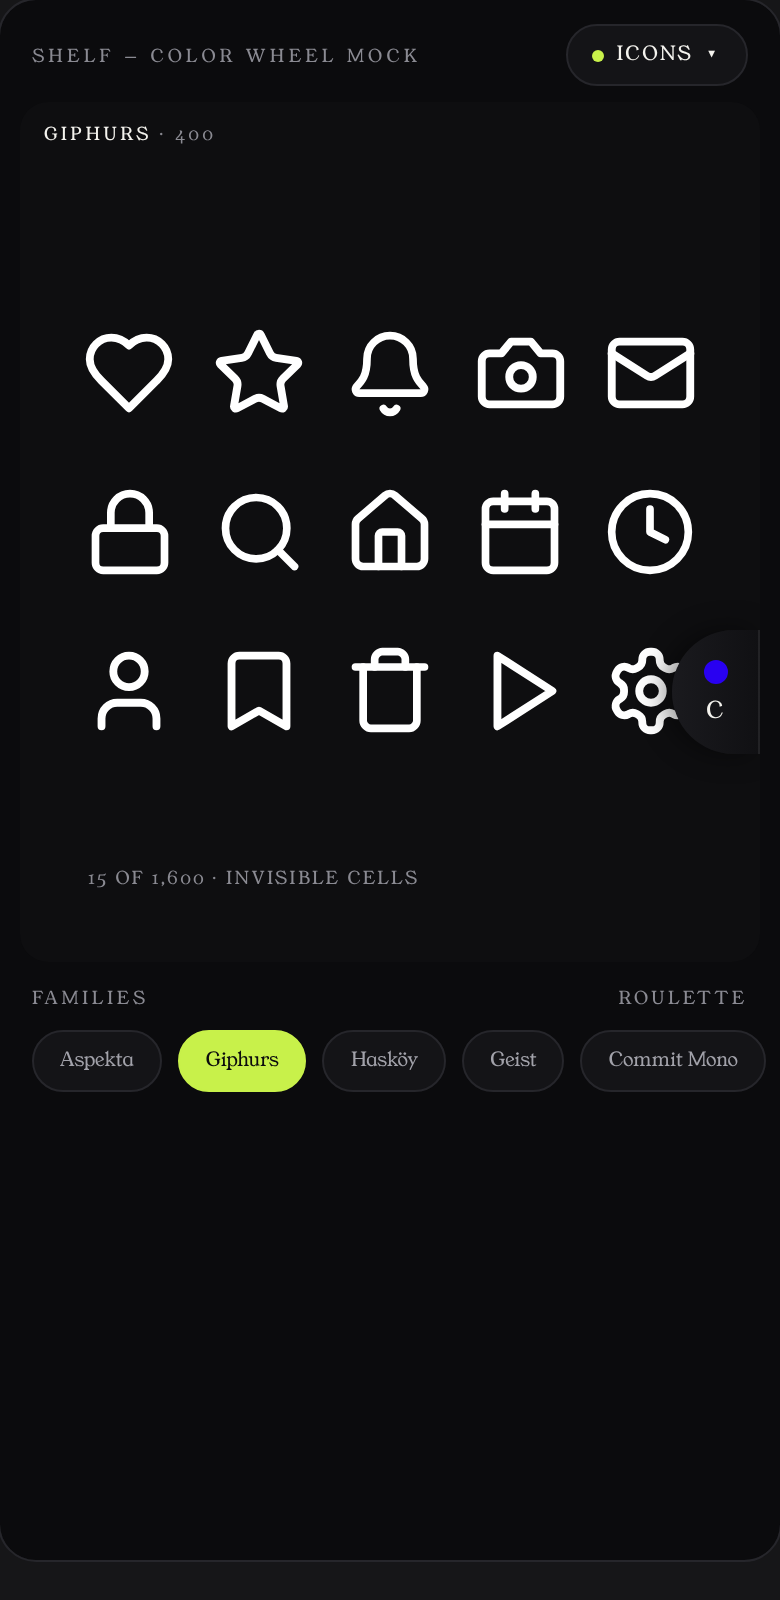 SHELF — COLOR WHEEL MOCK
ICONS ▾
GIPHURS · 400
C
15 OF 1,600 · INVISIBLE CELLS
FAMILIES
ROULETTE
Aspekta
Giphurs
Hasköy
Geist
Commit Mono